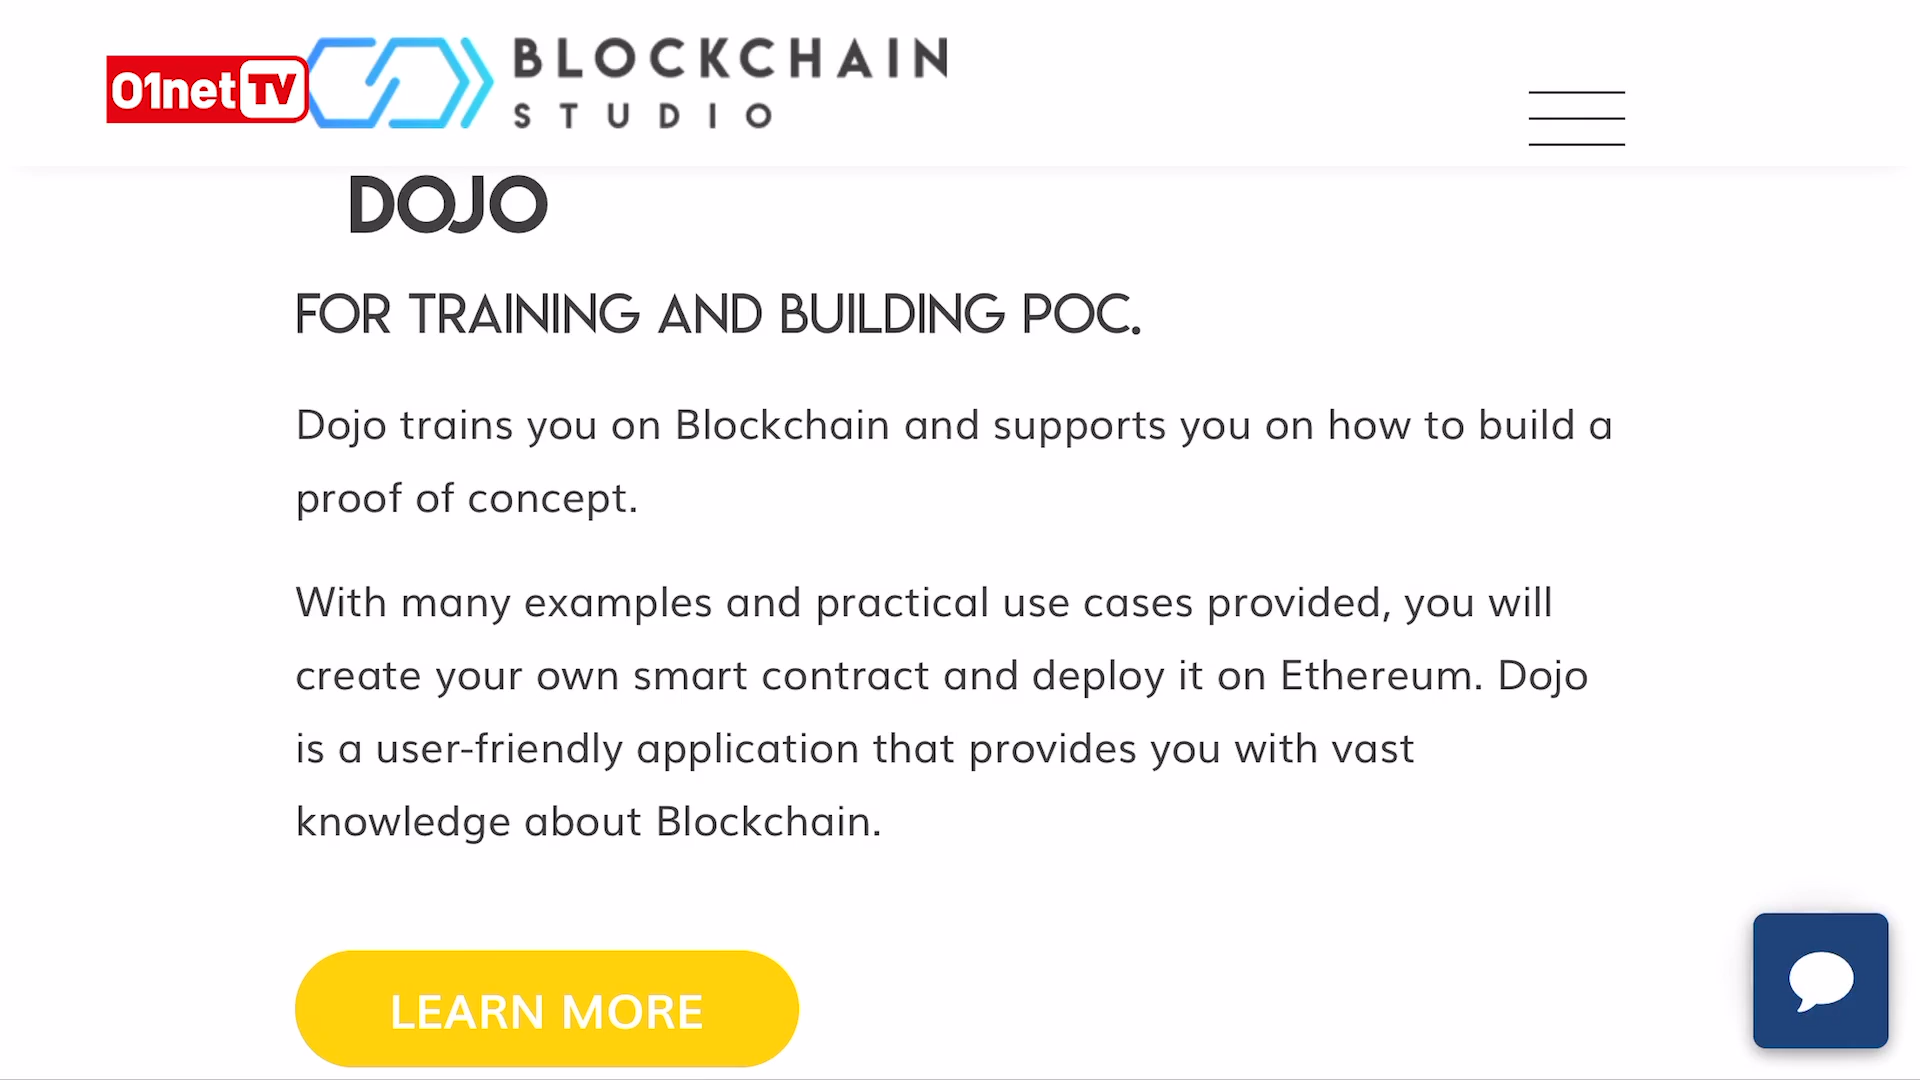 01net TV
BLOCKCHAIN
STUDIO
DOJO
FOR TRAINING AND BUILDING POC.
Dojo trains you on Blockchain and supports you on how to build a
proof of concept.
With many examples and practical use cases provided, you will
create your own smart contract and deploy it on Ethereum. Dojo
is a user-friendly application that provides you with vast
knowledge about Blockchain.
LEARN MORE